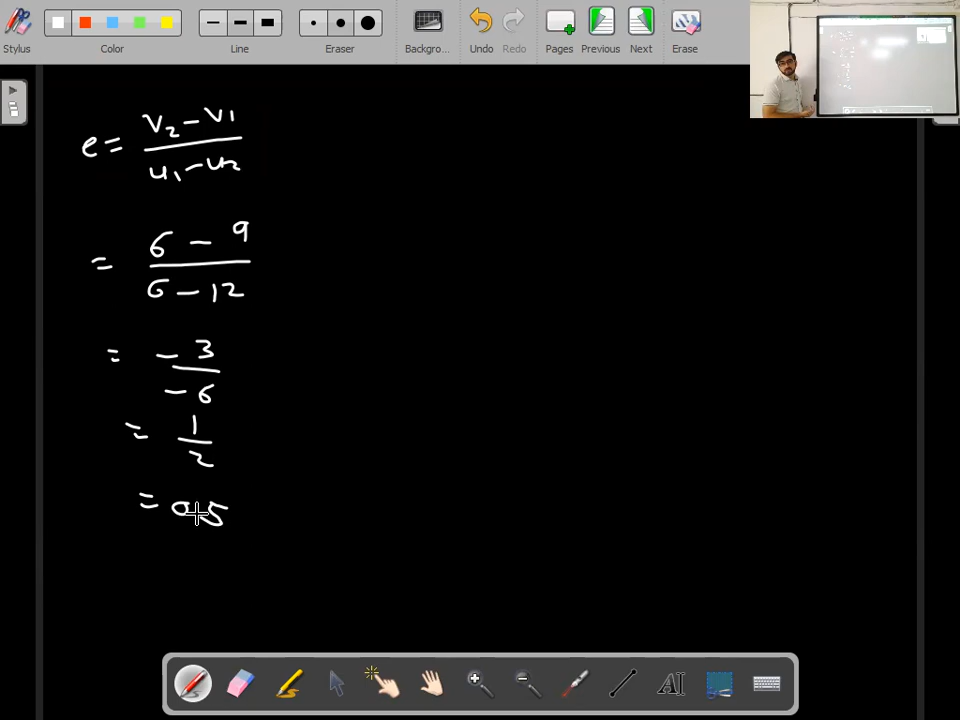 Stylus
Color
Line
Eraser
Backgro...
Undo
Redo
Pages
Previous
Next
Erase
e = V2 - V1 / u1 - u2
= 6 - 9 / 6 - 12
= - 3 / - 6
= 1 / 2
= 0.5